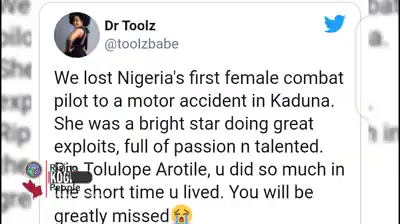 Dr Toolz
@toolzbabe
We lost Nigeria's first female combat
pilot to a motor accident in Kaduna.
She was a bright star doing great
exploits, full of passion n talented.
Tolulope Arotile, u did so much in
the short time u lived. You will be
greatly missed😭
KOGI
People